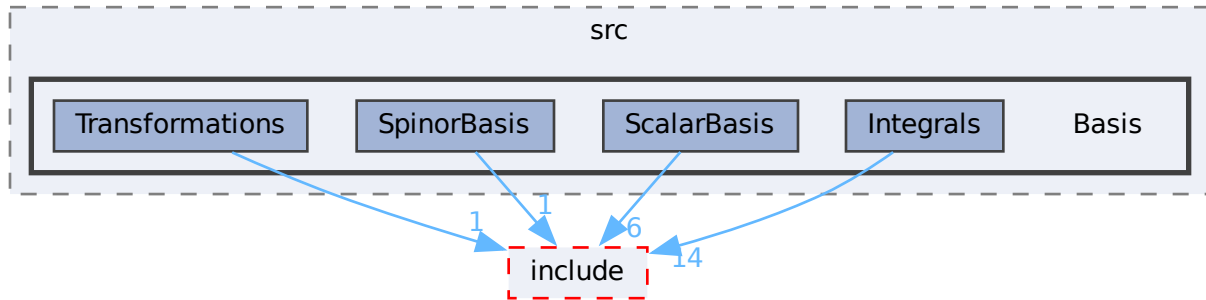 src
Transformations
SpinorBasis
ScalarBasis
Integrals
Basis
1
1
6
14
include